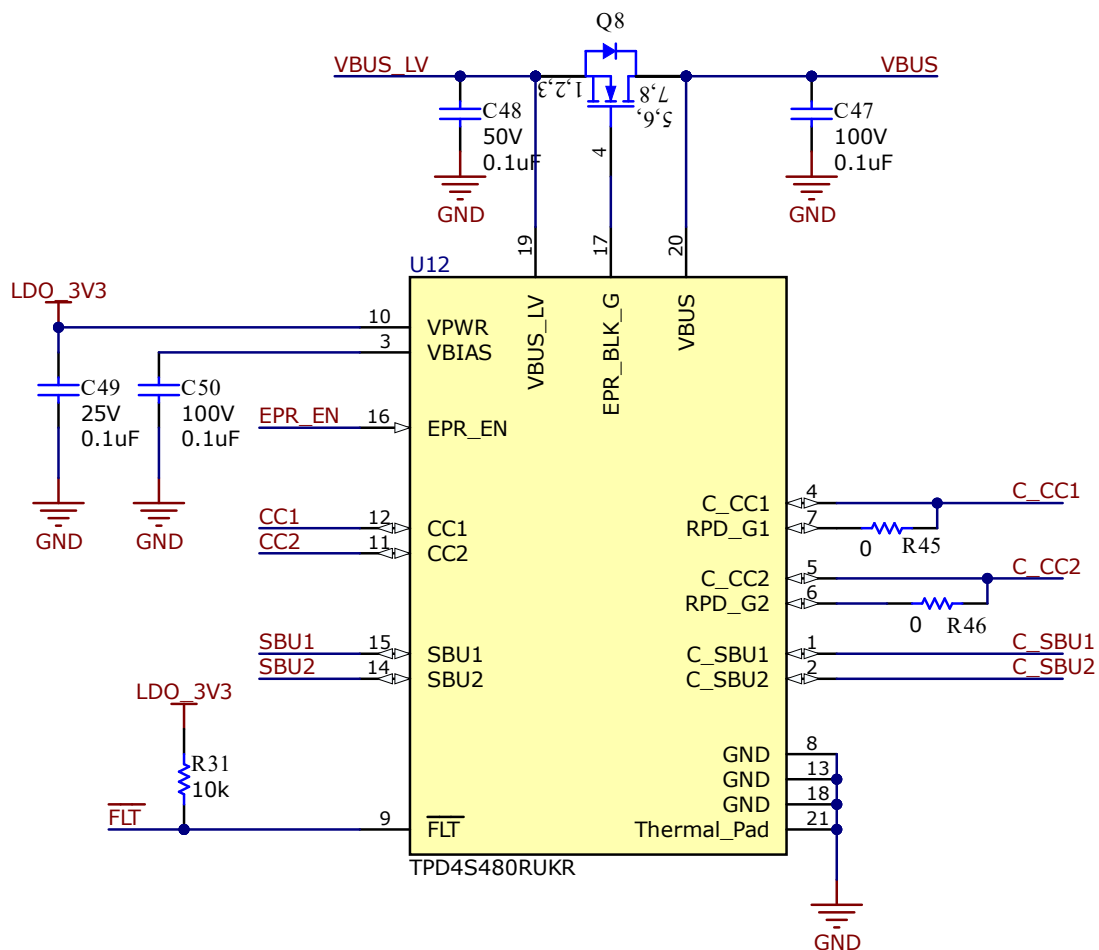 Q8
VBUS_LV
VBUS
1,2,3
7,8
5,6,
4
C48
50V
0.1uF
GND
C47
100V
0.1uF
GND
19
17
20
U12
VBUS_LV
EPR_BLK_G
VBUS
LDO_3V3
10
VPWR
3
VBIAS
C49
25V
0.1uF
C50
100V
0.1uF
GND
GND
EPR_EN
16
EPR_EN
CC1
12
CC1
CC2
11
CC2
C_CC1
4
C_CC1
RPD_G1
7
0
R45
C_CC2
5
C_CC2
RPD_G2
6
0
R46
SBU1
15
SBU1
SBU2
14
SBU2
C_SBU1
1
C_SBU1
C_SBU2
2
C_SBU2
LDO_3V3
R31
10k
FLT
9
FLT
GND
8
GND
13
GND
18
Thermal_Pad
21
TPD4S480RUKR
GND